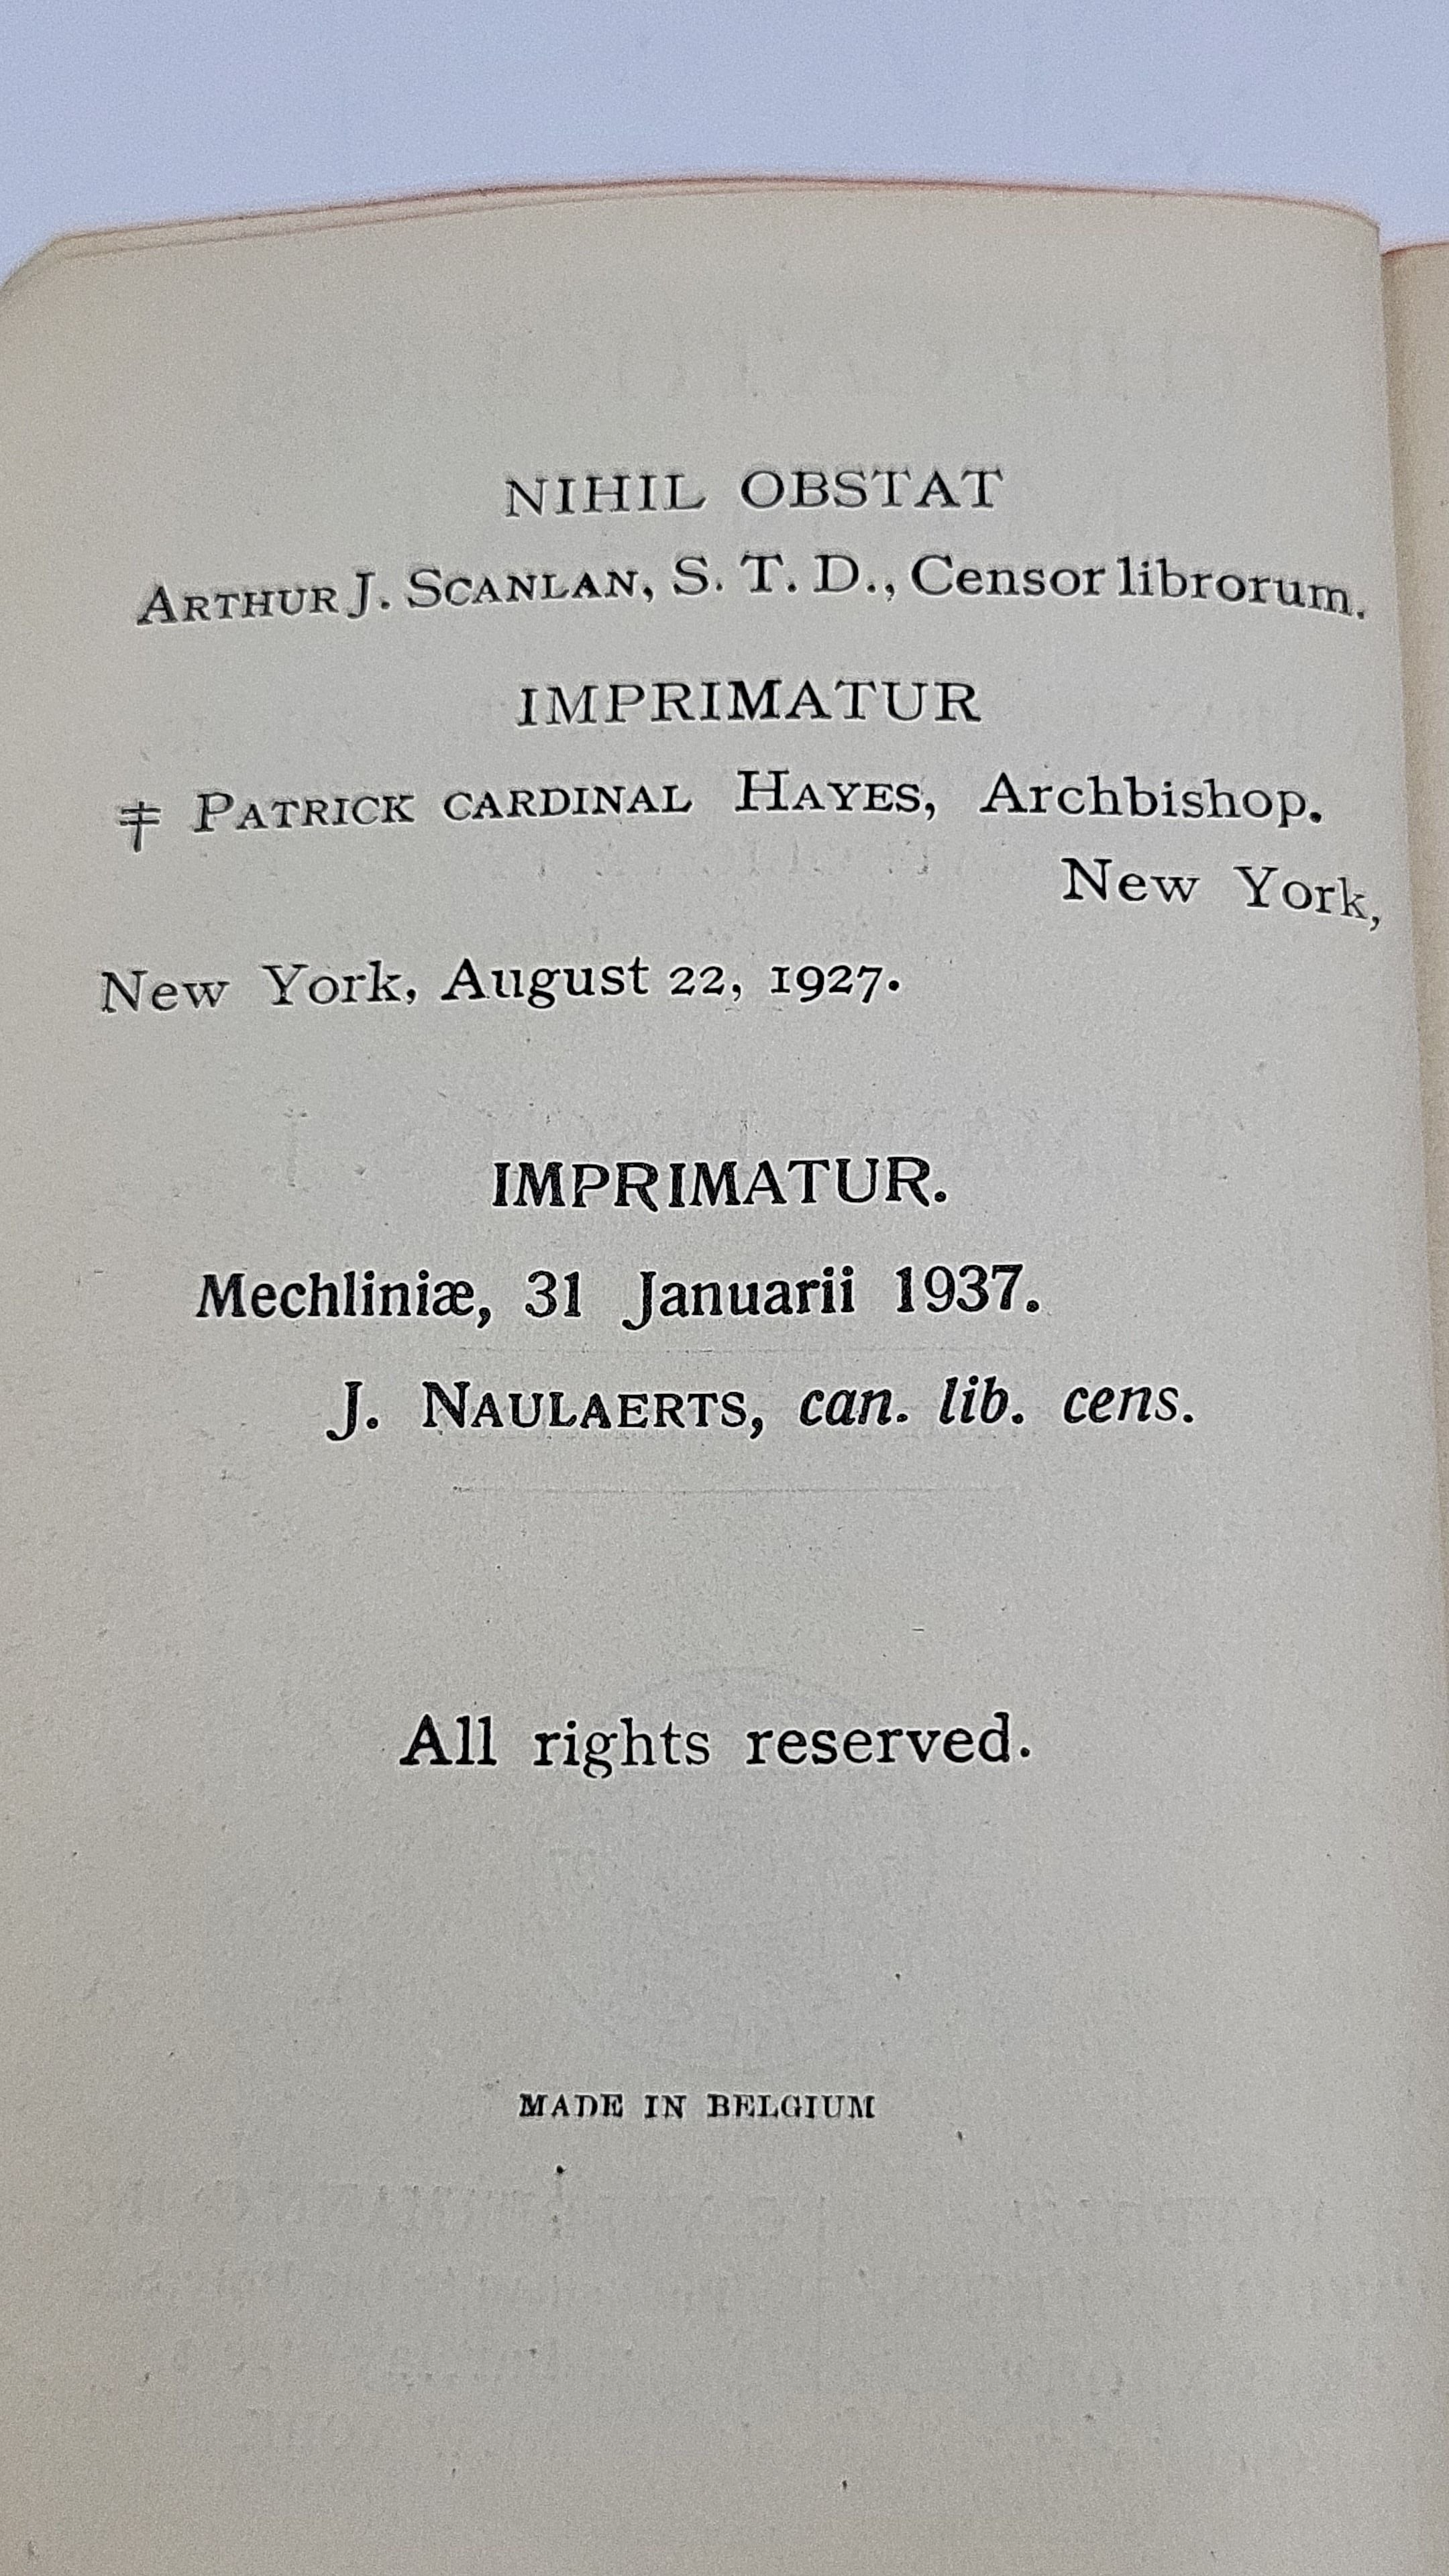 NIHIL OBSTAT
ARTHUR J. SCANLAN, S. T. D., Censor librorum.
IMPRIMATUR
‡ PATRICK CARDINAL HAYES, Archbishop.
New York,
New York, August 22, 1927.
IMPRIMATUR.
Mechliniæ, 31 Januarii 1937.
J. NAULAERTS, can. lib. cens.
All rights reserved.
MADE IN BELGIUM